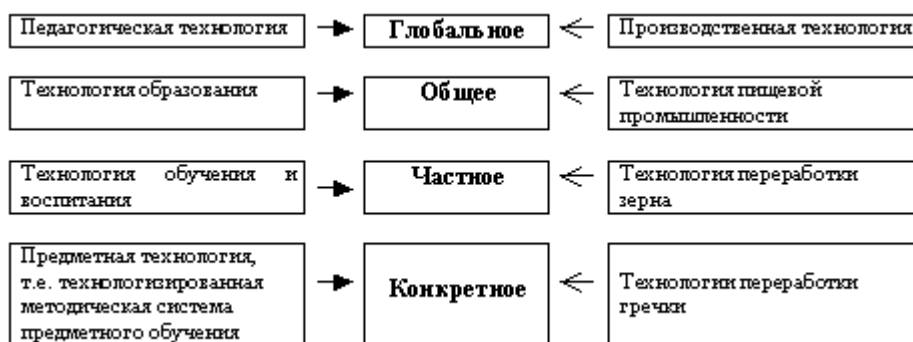 Педагогическая технология
Глобальное
Производственная технология
Технология образования
Общее
Технология пищевой
промышленности
Технология обучения и
воспитания
Частное
Технология переработки
зерна
Предметная технология,
т.е. технологизированная
методическая система
предметного обучения
Конкретное
Технологии переработки
гречки